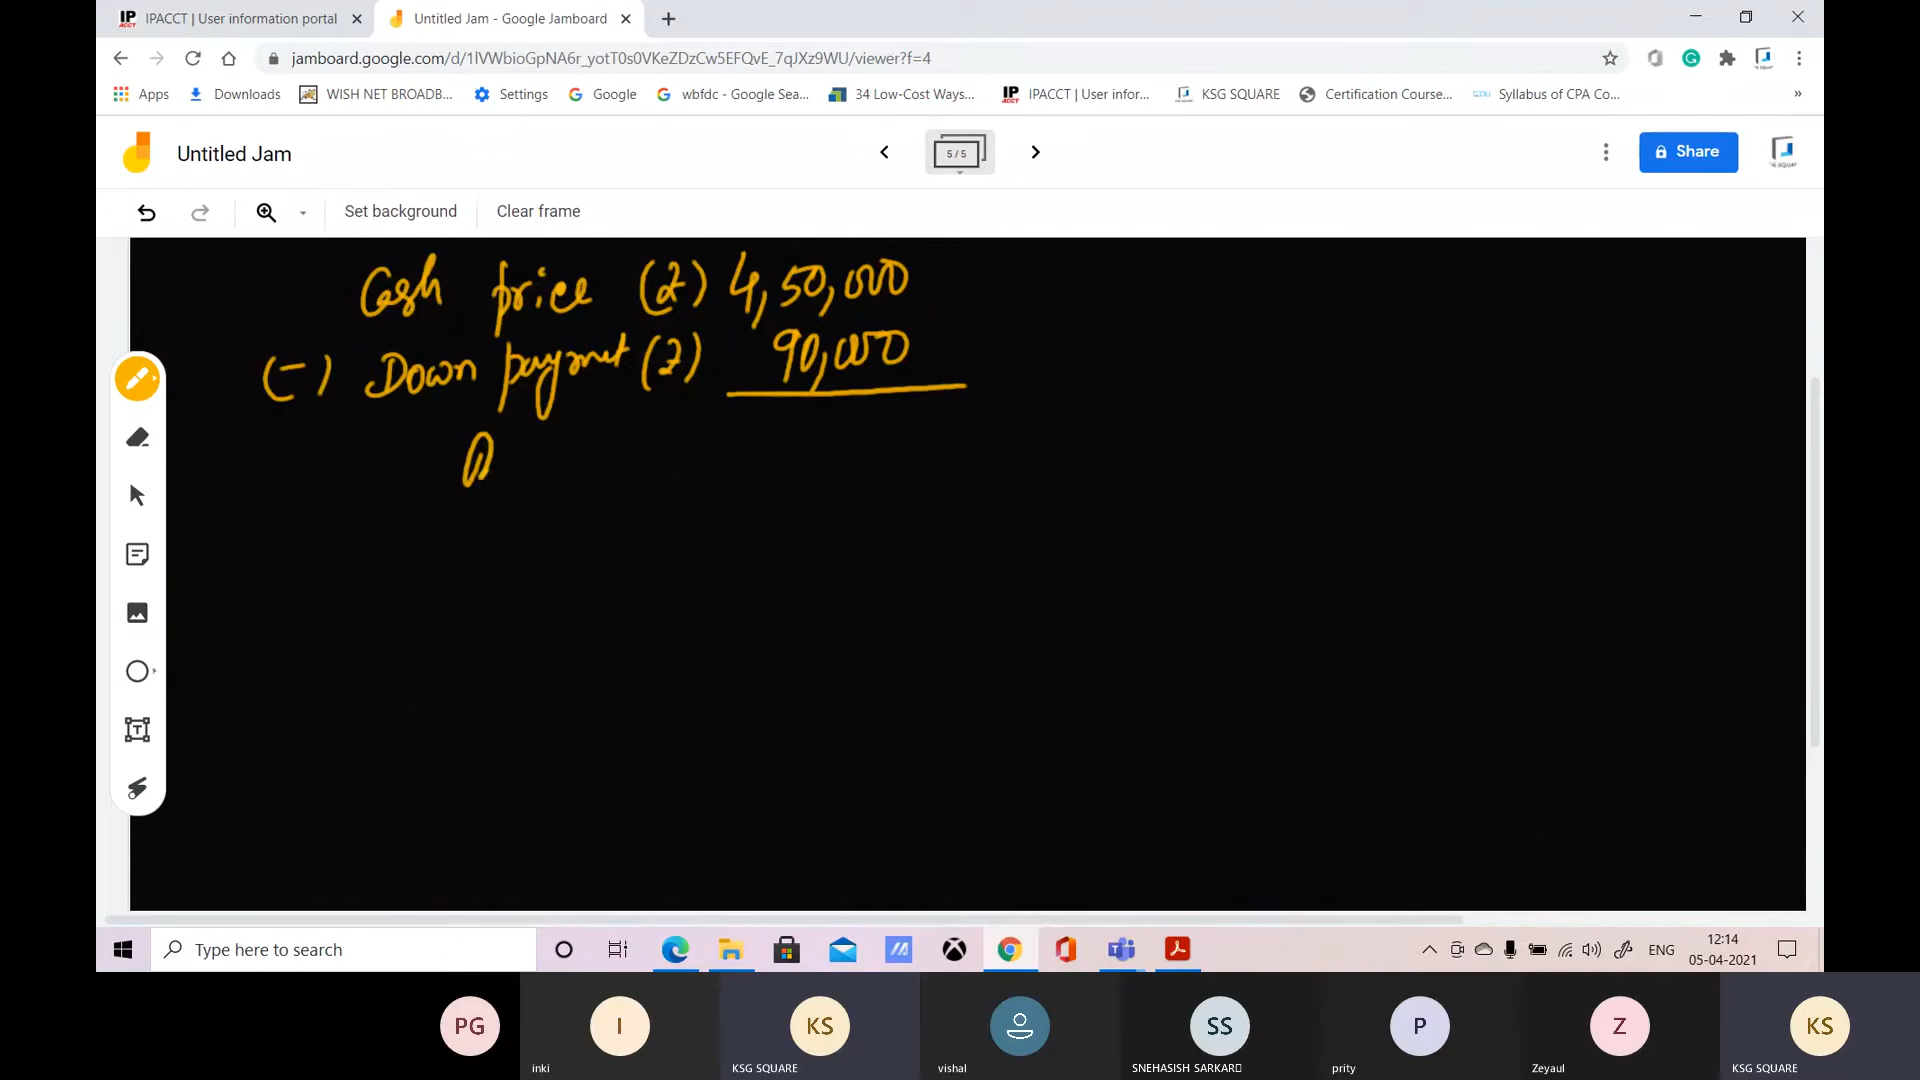 IPACCT | User information portal
Untitled Jam - Google Jamboard
jamboard.google.com/d/1lVWbioGpNA6r_yotT0s0VKeZDzCw5EFQvE_7qJXz9WU/viewer?f=4
Apps Downloads WISH NET BROADB... Settings Google wbfdc - Google Sea... 34 Low-Cost Ways... IPACCT | User infor... KSG SQUARE Certification Course... Syllabus of CPA Co... »
Untitled Jam
5 / 5
Share
Set background Clear frame
Cash price (₹) 4,50,000
(-) Down paymet (₹) 90,000
Type here to search
ENG
12:14
05-04-2021
PG I KS SS P Z KS
inki KSG SQUARE vishal SNEHASISH SARKAR prity Zeyaul KSG SQUARE